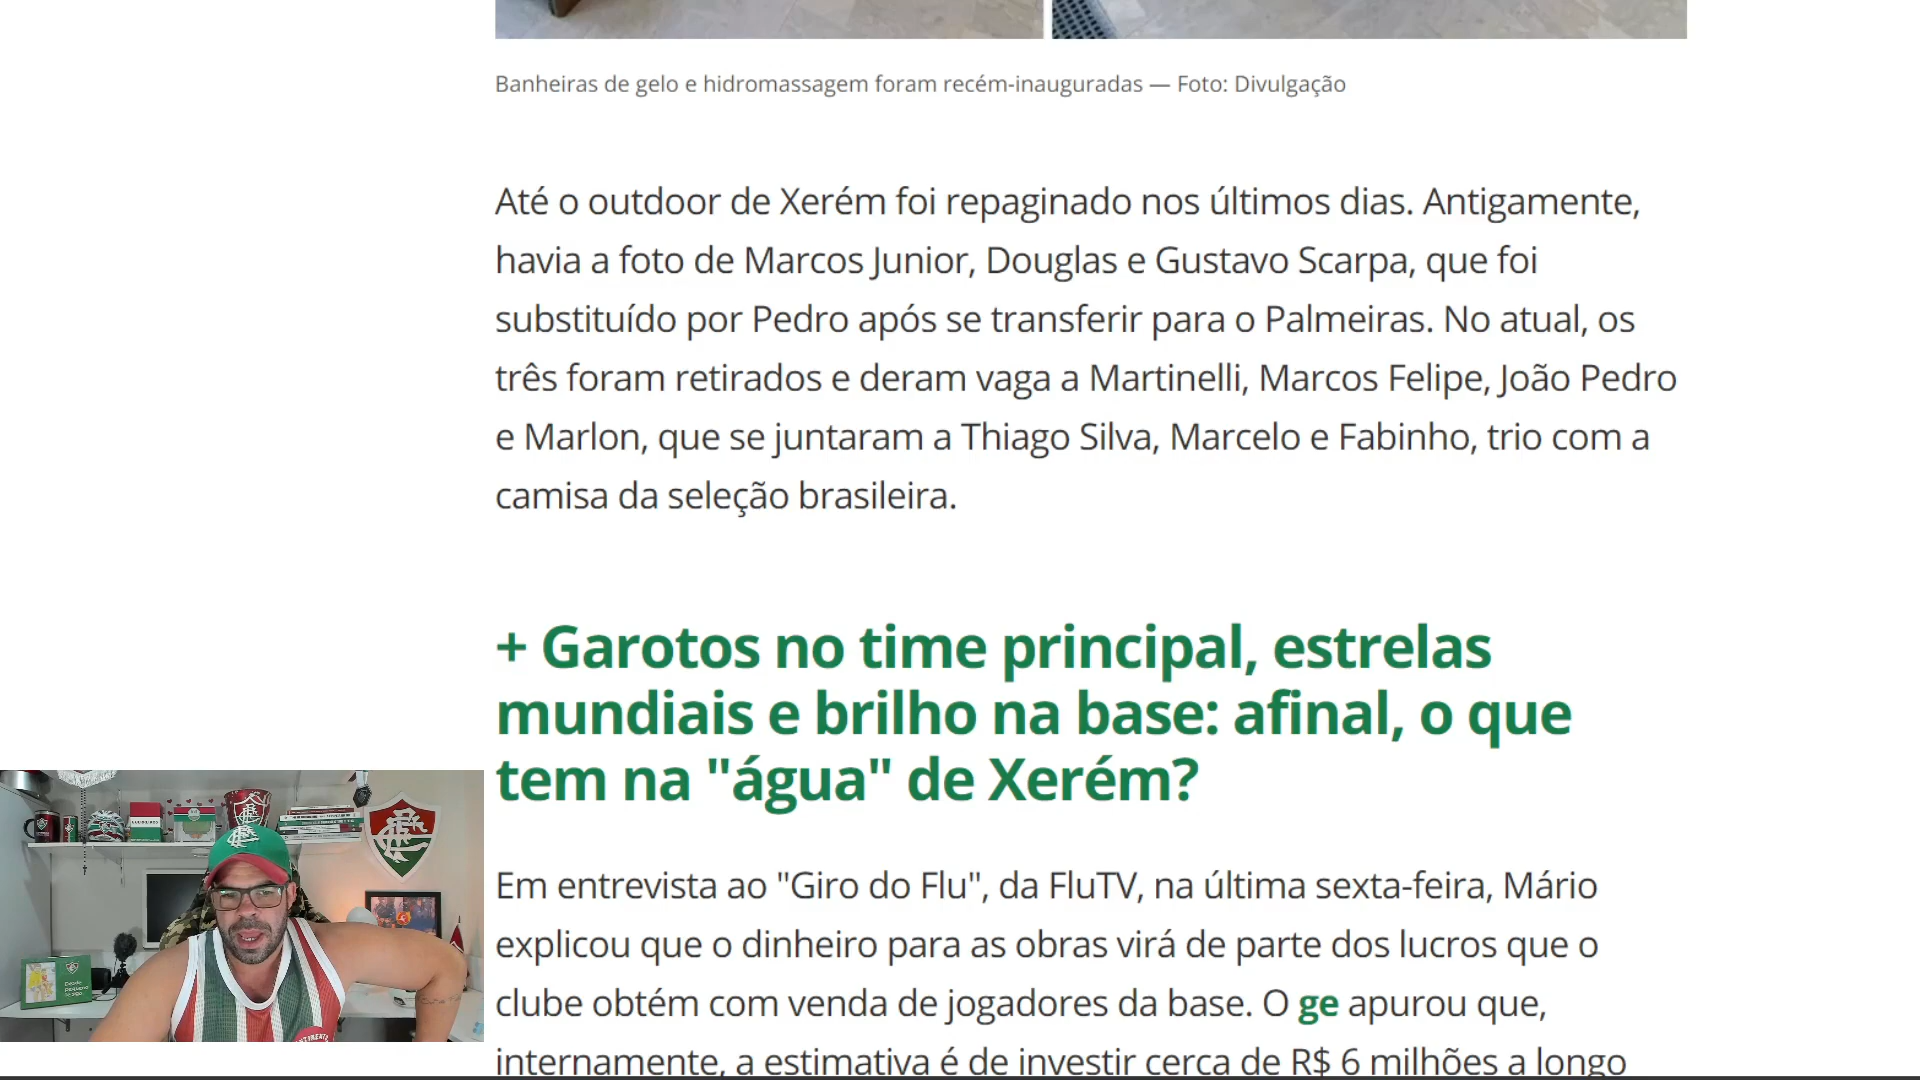 Banheiras de gelo e hidromassagem foram recém-inauguradas — Foto: Divulgação
Até o outdoor de Xerém foi repaginado nos últimos dias. Antigamente,
havia a foto de Marcos Junior, Douglas e Gustavo Scarpa, que foi
substituído por Pedro após se transferir para o Palmeiras. No atual, os
três foram retirados e deram vaga a Martinelli, Marcos Felipe, João Pedro
e Marlon, que se juntaram a Thiago Silva, Marcelo e Fabinho, trio com a
camisa da seleção brasileira.
+ Garotos no time principal, estrelas
mundiais e brilho na base: afinal, o que
tem na "água" de Xerém?
Em entrevista ao "Giro do Flu", da FluTV, na última sexta-feira, Mário
explicou que o dinheiro para as obras virá de parte dos lucros que o
clube obtém com venda de jogadores da base. O ge apurou que,
internamente, a estimativa é de investir cerca de R$ 6 milhões a longo